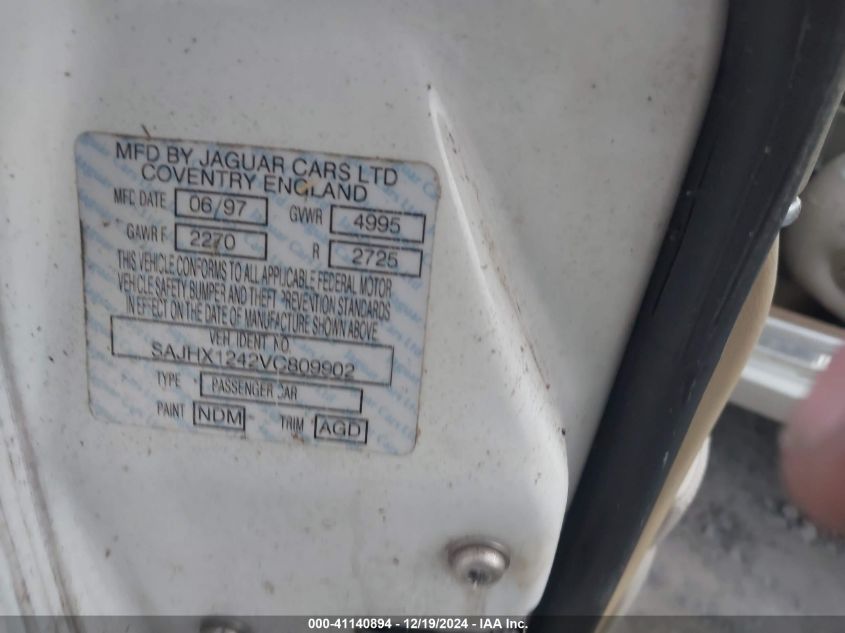 MFD BY JAGUAR CARS LTD
COVENTRY ENGLAND
MFD DATE 06/97 GVWR 4995
GAWR F 2270 R 2725
THIS VEHICLE CONFORMS TO ALL APPLICABLE FEDERAL MOTOR
VEHICLE SAFETY BUMPER AND THEFT PREVENTION STANDARDS
IN EFFECT ON THE DATE OF MANUFACTURE SHOWN ABOVE
VEH. IDENT NO.
SAJHX1242VC809902
TYPE PASSENGER CAR
PAINT NDM TRIM AGD
000-41140894 - 12/19/2024 - IAA Inc.